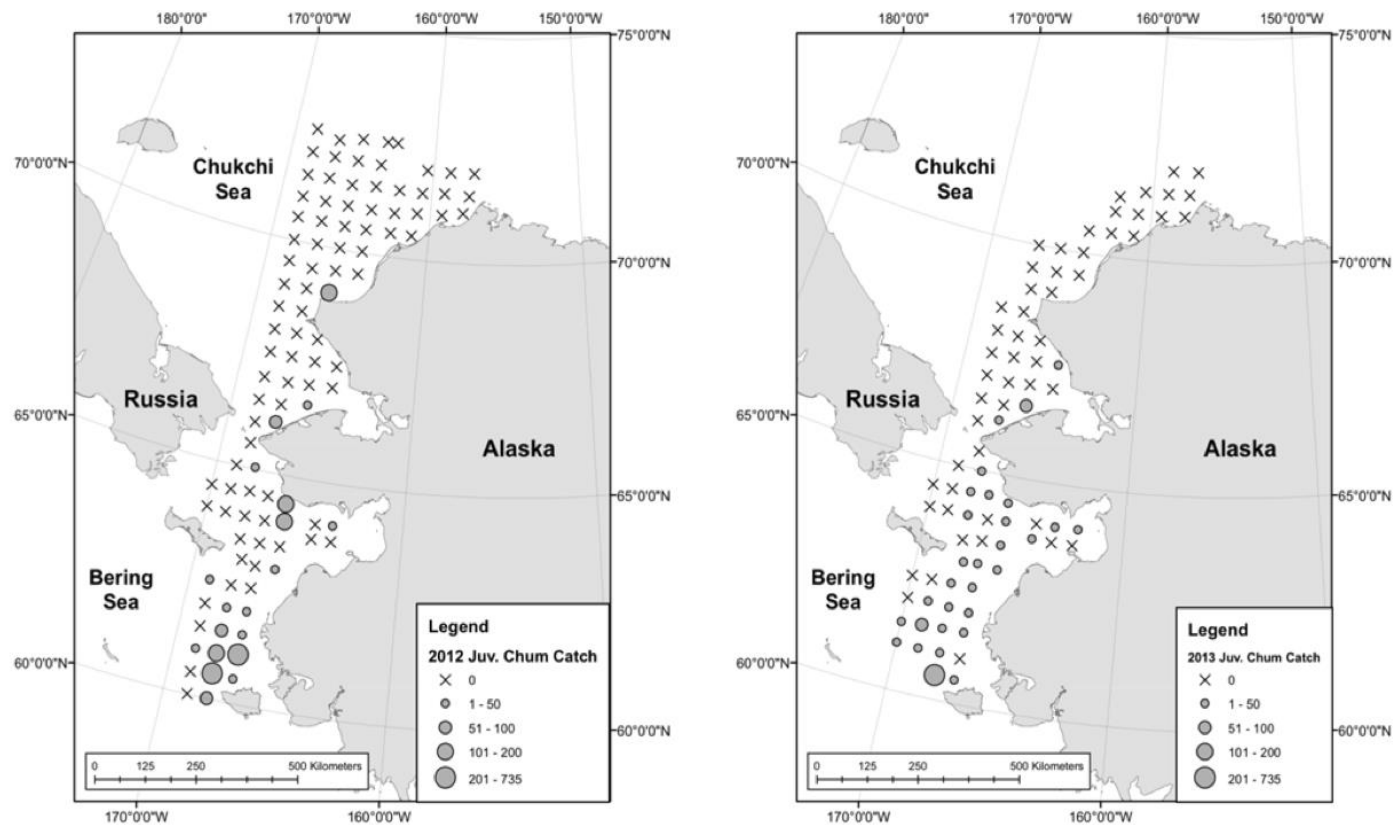 180°0'0" 170°0'0"W 160°0'0"W 150°0'0"W
75°0'0"N
70°0'0"N
Chukchi
Sea
70°0'0"N
Russia
65°0'0"N
Alaska
65°0'0"N
Bering
Sea
60°0'0"N
60°0'0"N
Legend
2012 Juv. Chum Catch
0
1 - 50
51 - 100
101 - 200
201 - 735
0 125 250 500 Kilometers
170°0'0"W 160°0'0"W
180°0'0" 170°0'0"W 160°0'0"W 150°0'0"W
75°0'0"N
70°0'0"N
Chukchi
Sea
70°0'0"N
Russia
65°0'0"N
Alaska
65°0'0"N
Bering
Sea
60°0'0"N
60°0'0"N
Legend
2013 Juv. Chum Catch
0
1 - 50
51 - 100
101 - 200
201 - 735
0 125 250 500 Kilometers
170°0'0"W 160°0'0"W